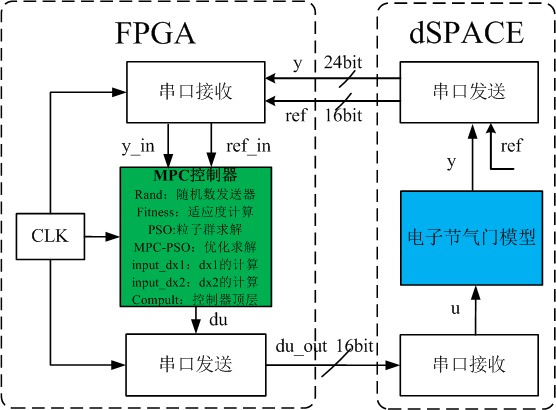 FPGA
dSPACE
y 24bit
串口接收
串口发送
ref 16bit
y_in
ref_in
ref
y
MPC控制器
Rand：随机数发送器
Fitness：适应度计算
PSO:粒子群求解
MPC-PSO：优化求解
input_dx1：dx1的计算
input_dx2：dx2的计算
Compult：控制器顶层
CLK
电子节气门模型
du
u
串口发送
du_out 16bit
串口接收